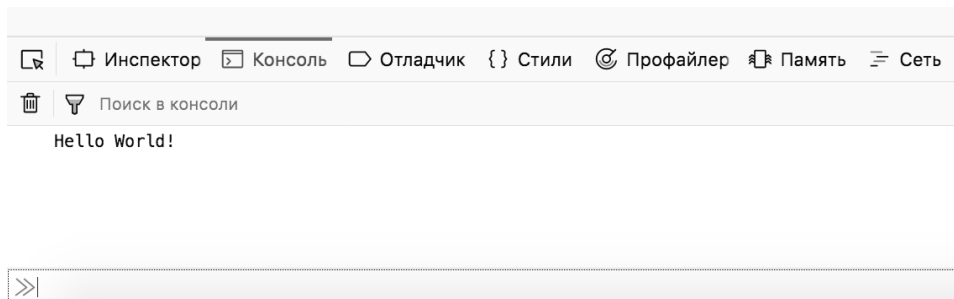 Инспектор Консоль Отладчик {} Стили Профайлер Память Сеть
Поиск в консоли
Hello World!
>>